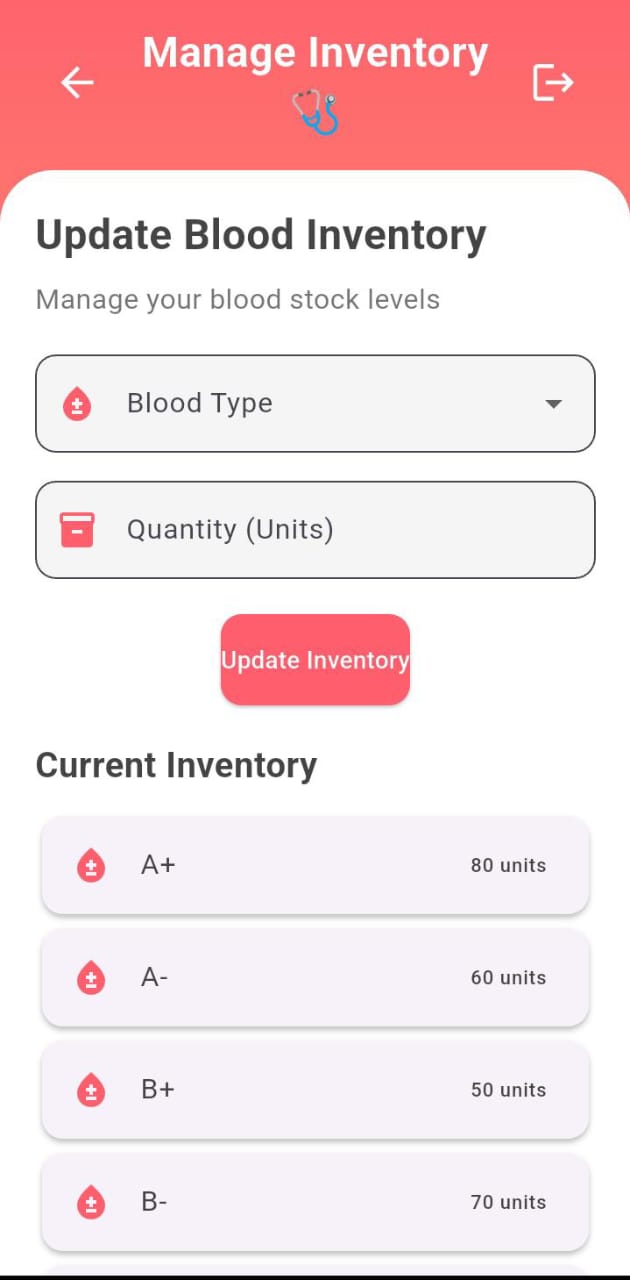 Manage Inventory
Update Blood Inventory
Manage your blood stock levels
Blood Type
Quantity (Units)
Update Inventory
Current Inventory
A+ 80 units
A- 60 units
B+ 50 units
B- 70 units